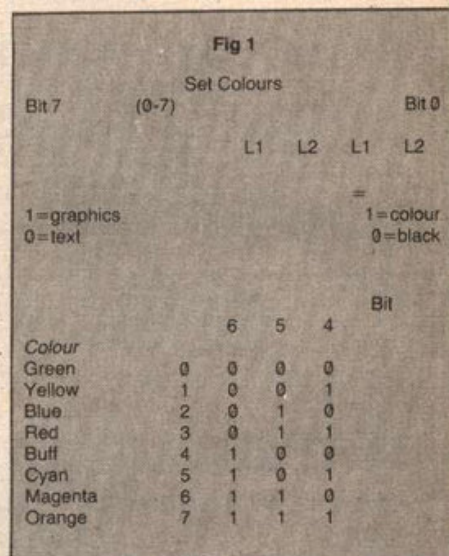 Fig 1
Set Colours
Bit 7 (0-7) Bit 0
L1 L2 L1 L2
=
1=graphics 1=colour
0=text 0=black
Bit
6 5 4
Colour
Green 0 0 0 0
Yellow 1 0 0 1
Blue 2 0 1 0
Red 3 0 1 1
Buff 4 1 0 0
Cyan 5 1 0 1
Magenta 6 1 1 0
Orange 7 1 1 1